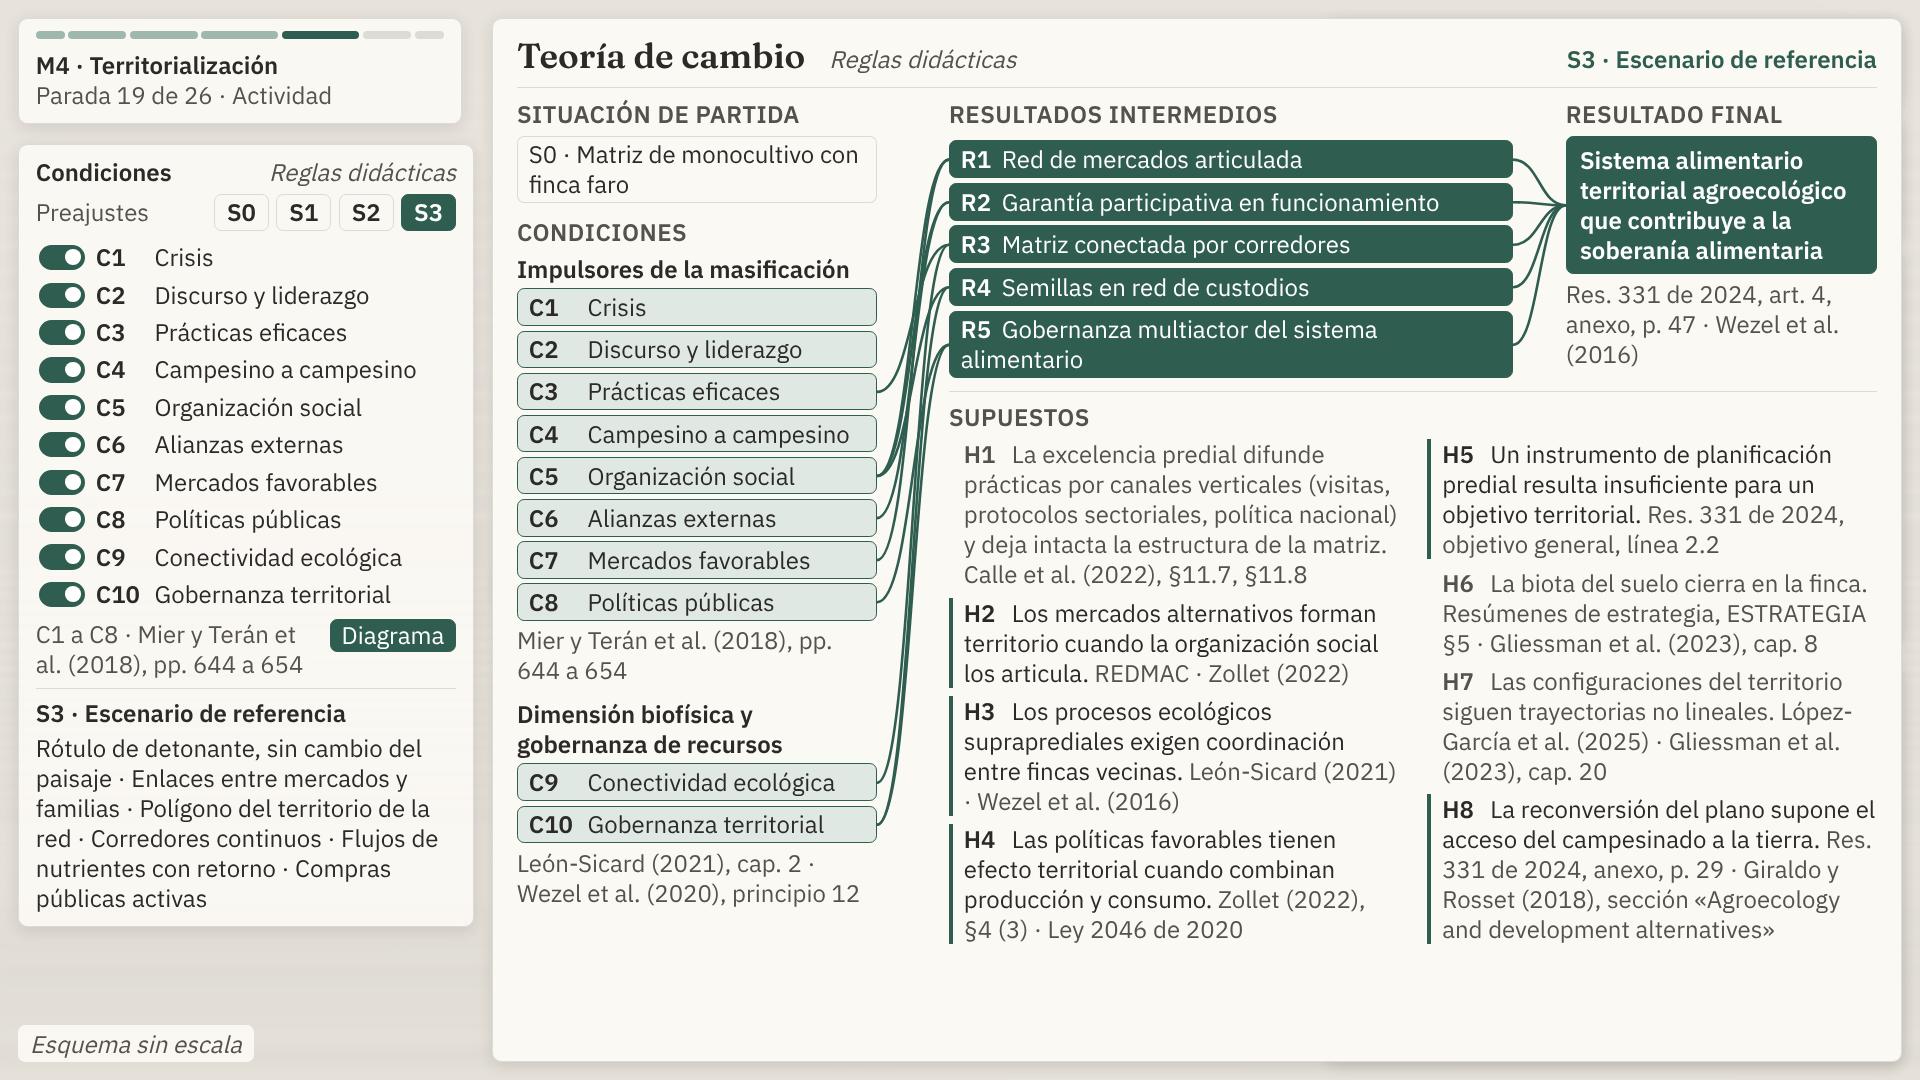 M4 · Territorialización
Parada 19 de 26 · Actividad
Condiciones
Reglas didácticas
Preajustes
S0
S1
S2
S3
C1 Crisis
C2 Discurso y liderazgo
C3 Prácticas eficaces
C4 Campesino a campesino
C5 Organización social
C6 Alianzas externas
C7 Mercados favorables
C8 Políticas públicas
C9 Conectividad ecológica
C10 Gobernanza territorial
C1 a C8 · Mier y Terán et
al. (2018), pp. 644 a 654
Diagrama
S3 · Escenario de referencia
Rótulo de detonante, sin cambio del
paisaje · Enlaces entre mercados y
familias · Polígono del territorio de la
red · Corredores continuos · Flujos de
nutrientes con retorno · Compras
públicas activas
Esquema sin escala
Teoría de cambio
Reglas didácticas
S3 · Escenario de referencia
SITUACIÓN DE PARTIDA
S0 · Matriz de monocultivo con
finca faro
CONDICIONES
Impulsores de la masificación
C1 Crisis
C2 Discurso y liderazgo
C3 Prácticas eficaces
C4 Campesino a campesino
C5 Organización social
C6 Alianzas externas
C7 Mercados favorables
C8 Políticas públicas
Mier y Terán et al. (2018), pp.
644 a 654
Dimensión biofísica y
gobernanza de recursos
C9 Conectividad ecológica
C10 Gobernanza territorial
León-Sicard (2021), cap. 2 ·
Wezel et al. (2020), principio 12
RESULTADOS INTERMEDIOS
R1 Red de mercados articulada
R2 Garantía participativa en funcionamiento
R3 Matriz conectada por corredores
R4 Semillas en red de custodios
R5 Gobernanza multiactor del sistema
alimentario
RESULTADO FINAL
Sistema alimentario
territorial agroecológico
que contribuye a la
soberanía alimentaria
Res. 331 de 2024, art. 4,
anexo, p. 47 · Wezel et al.
(2016)
SUPUESTOS
H1 La excelencia predial difunde
prácticas por canales verticales (visitas,
protocolos sectoriales, política nacional)
y deja intacta la estructura de la matriz.
Calle et al. (2022), §11.7, §11.8
H2 Los mercados alternativos forman
territorio cuando la organización social
los articula. REDMAC · Zollet (2022)
H3 Los procesos ecológicos
supraprediales exigen coordinación
entre fincas vecinas. León-Sicard (2021)
· Wezel et al. (2016)
H4 Las políticas favorables tienen
efecto territorial cuando combinan
producción y consumo. Zollet (2022),
§4 (3) · Ley 2046 de 2020
H5 Un instrumento de planificación
predial resulta insuficiente para un
objetivo territorial. Res. 331 de 2024,
objetivo general, línea 2.2
H6 La biota del suelo cierra en la finca.
Resúmenes de estrategia, ESTRATEGIA
§5 · Gliessman et al. (2023), cap. 8
H7 Las configuraciones del territorio
siguen trayectorias no lineales. López-
García et al. (2025) · Gliessman et al.
(2023), cap. 20
H8 La reconversión del plano supone el
acceso del campesinado a la tierra. Res.
331 de 2024, anexo, p. 29 · Giraldo y
Rosset (2018), sección «Agroecology
and development alternatives»